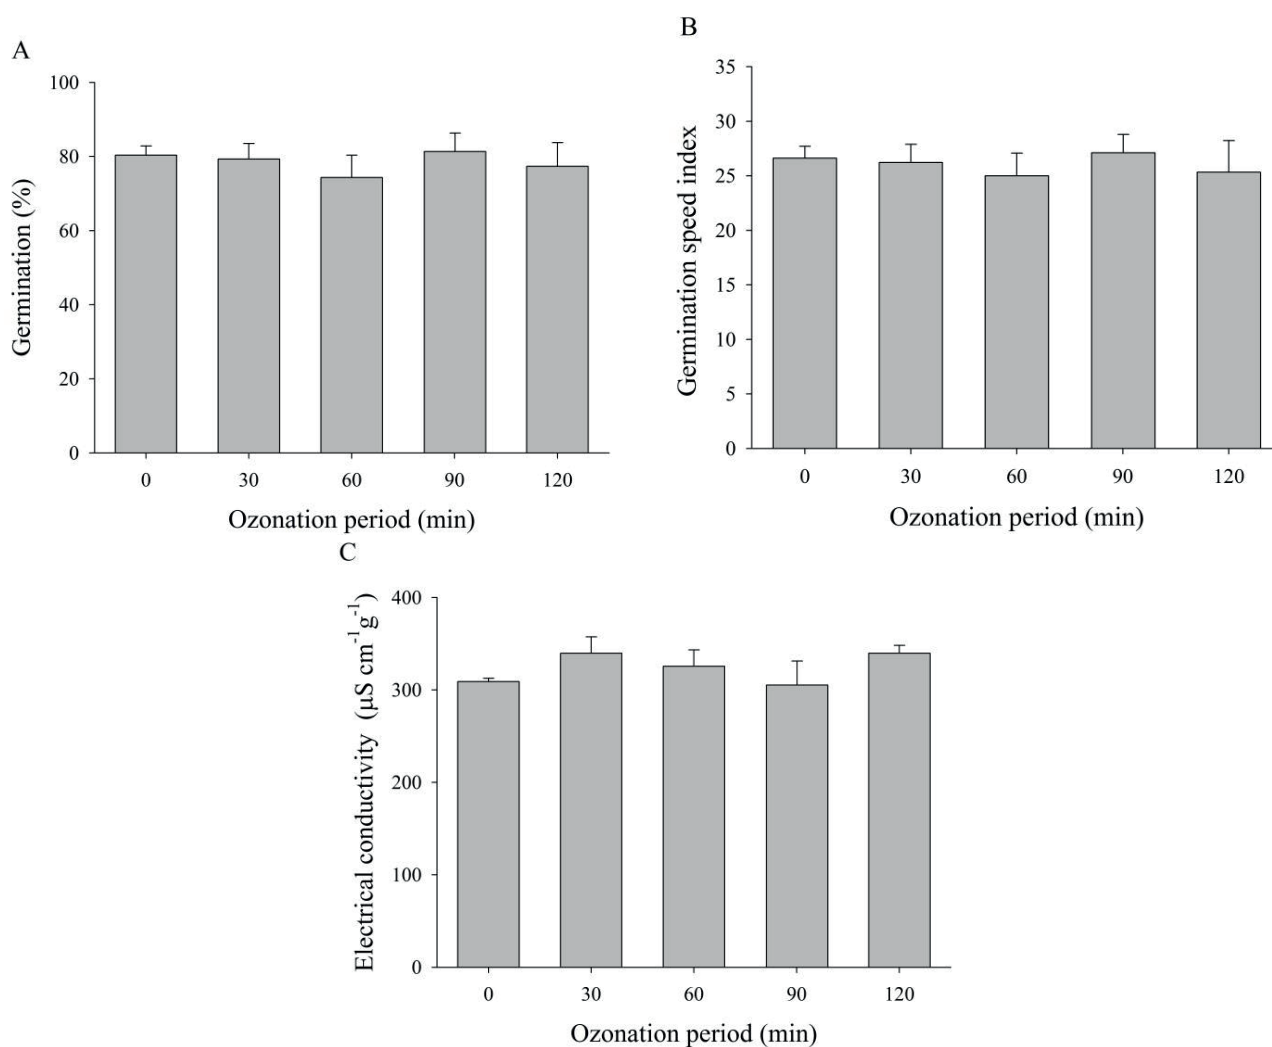 A
Germination (%)
100
80
60
40
20
0
0 30 60 90 120
Ozonation period (min)
B
Germination speed index
35
30
25
20
15
10
5
0
0 30 60 90 120
Ozonation period (min)
C
Electrical conductivity (µS cm⁻¹g⁻¹)
400
300
200
100
0
0 30 60 90 120
Ozonation period (min)